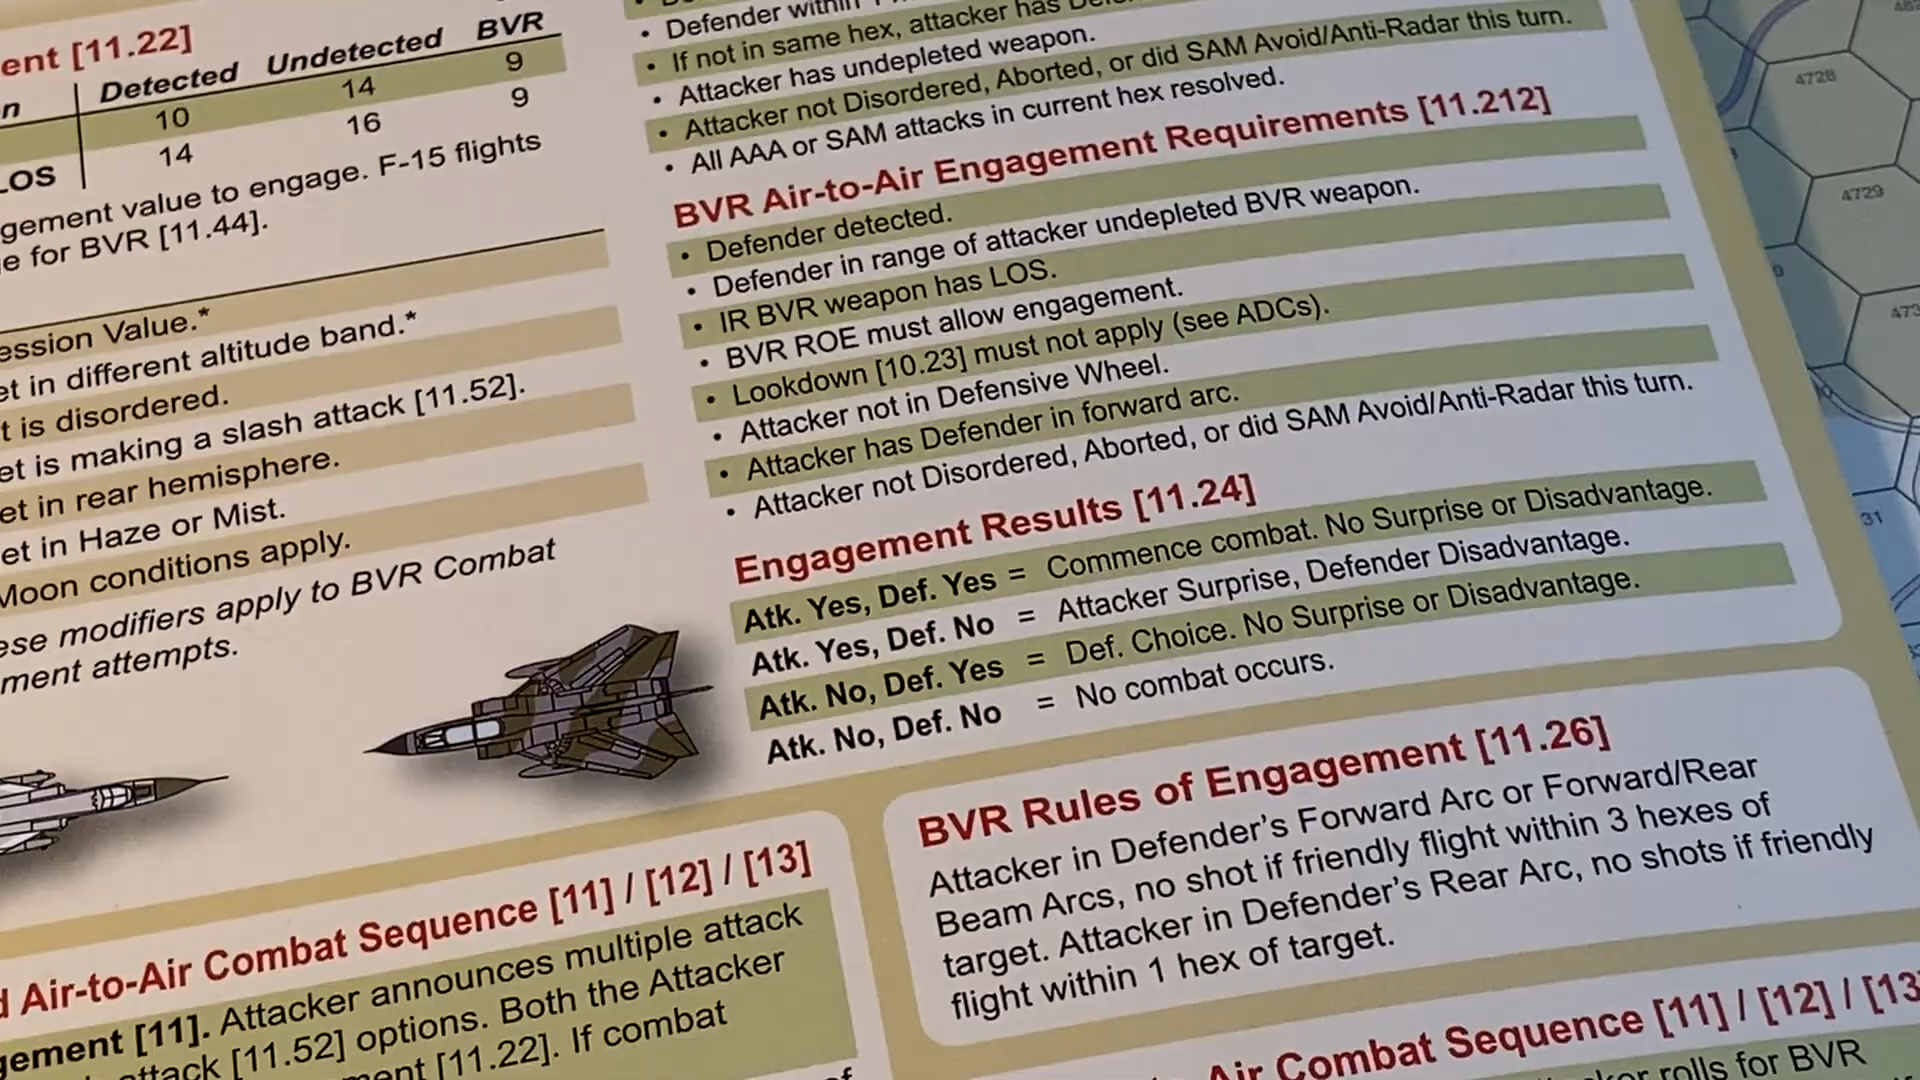 ent [11.22]
Detected Undetected BVR
10 14 9
14 16 9
LOS
gement value to engage. F-15 flights
e for BVR [11.44].
ession Value.*
et in different altitude band.*
t is disordered.
et is making a slash attack [11.52].
et in rear hemisphere.
et in Haze or Mist.
Moon conditions apply.
ese modifiers apply to BVR Combat
ment attempts.
• Defender within
• If not in same hex, attacker has
• Attacker has undepleted weapon.
• Attacker not Disordered, Aborted, or did SAM Avoid/Anti-Radar this turn.
• All AAA or SAM attacks in current hex resolved.
BVR Air-to-Air Engagement Requirements [11.212]
• Defender detected.
• Defender in range of attacker undepleted BVR weapon.
• IR BVR weapon has LOS.
• BVR ROE must allow engagement.
• Lookdown [10.23] must not apply (see ADCs).
• Attacker not in Defensive Wheel.
• Attacker has Defender in forward arc.
• Attacker not Disordered, Aborted, or did SAM Avoid/Anti-Radar this turn.
Engagement Results [11.24]
Atk. Yes, Def. Yes = Commence combat. No Surprise or Disadvantage.
Atk. Yes, Def. No = Attacker Surprise, Defender Disadvantage.
Atk. No, Def. Yes = Def. Choice. No Surprise or Disadvantage.
Atk. No, Def. No = No combat occurs.
BVR Rules of Engagement [11.26]
Attacker in Defender's Forward Arc or Forward/Rear
Beam Arcs, no shot if friendly flight within 3 hexes of
target. Attacker in Defender's Rear Arc, no shots if friendly
flight within 1 hex of target.
Air-to-Air Combat Sequence [11] / [12] / [13]
gement [11]. Attacker announces multiple attack
attack [11.52] options. Both the Attacker
ment [11.22]. If combat
of
Air Combat Sequence [11] / [12] / [13
rolls for BVR
4728
4729
473
31